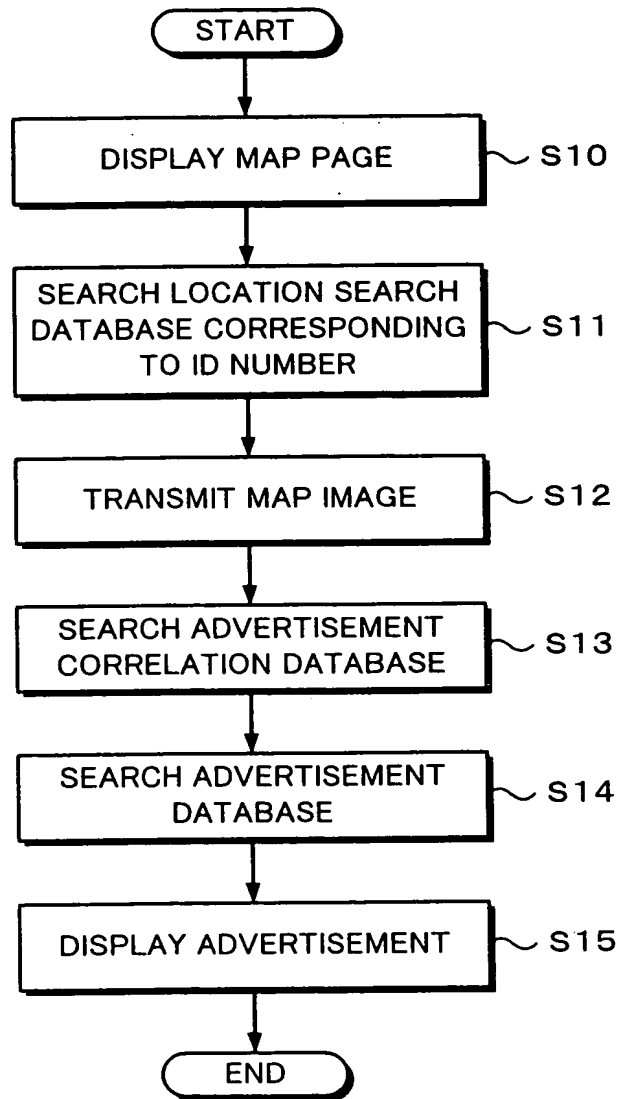 START
DISPLAY MAP PAGE
S10
SEARCH LOCATION SEARCH
DATABASE CORRESPONDING
TO ID NUMBER
S11
TRANSMIT MAP IMAGE
S12
SEARCH ADVERTISEMENT
CORRELATION DATABASE
S13
SEARCH ADVERTISEMENT
DATABASE
S14
DISPLAY ADVERTISEMENT
S15
END